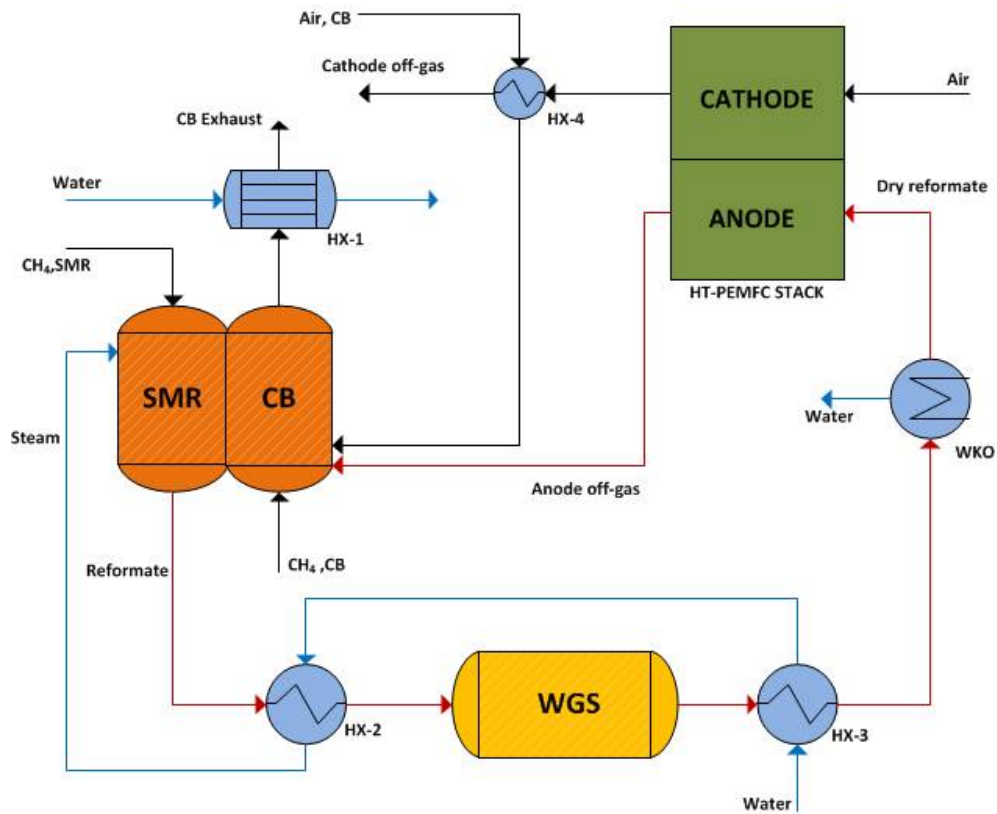 Air, CB
Cathode off-gas
HX-4
CATHODE
Air
CB Exhaust
Water
HX-1
Dry reformate
ANODE
CH₄,SMR
HT-PEMFC STACK
SMR
CB
Steam
Water
WKO
Anode off-gas
Reformate
CH₄ ,CB
WGS
HX-2
HX-3
Water